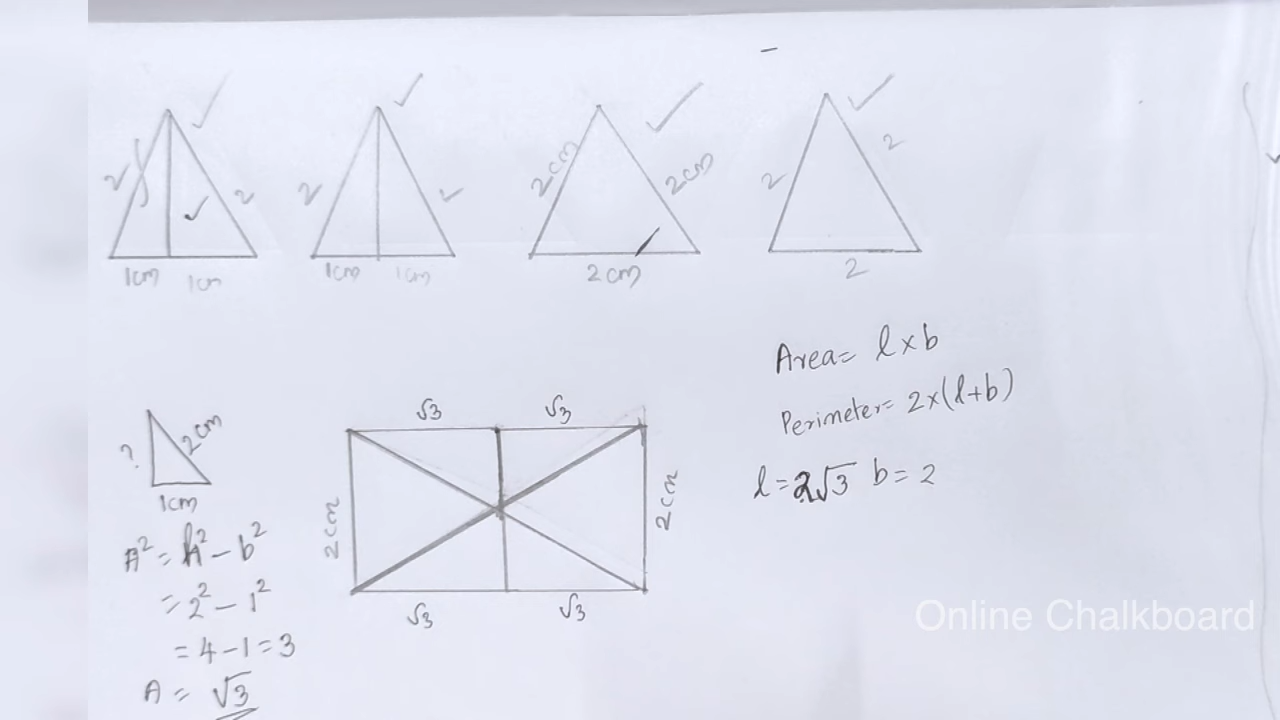 2 2 2 2cm 2cm 2 2
1cm 1cm 1cm 1cm 2cm 2
Area= l×b
Perimeter= 2×(l+b)
l=2√3 b=2
? 2cm
1cm
A² = h² - b²
= 2² - 1²
= 4-1=3
A = √3
√3 √3
2cm 2cm
√3 √3
Online Chalkboard